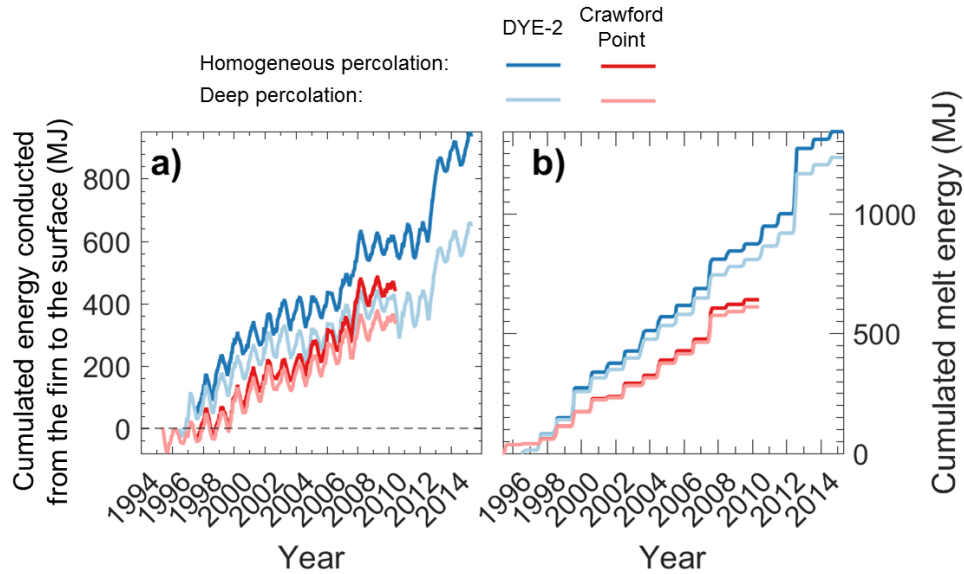 DYE-2
Crawford
Point
Homogeneous percolation:
Deep percolation:
Cumulated energy conducted
from the firn to the surface (MJ)
a)
800
600
400
200
0
1994
1996
1998
2000
2002
2004
2006
2008
2010
2012
2014
Year
b)
1000
500
0
1996
1998
2000
2002
2004
2006
2008
2010
2012
2014
Year
Cumulated melt energy (MJ)